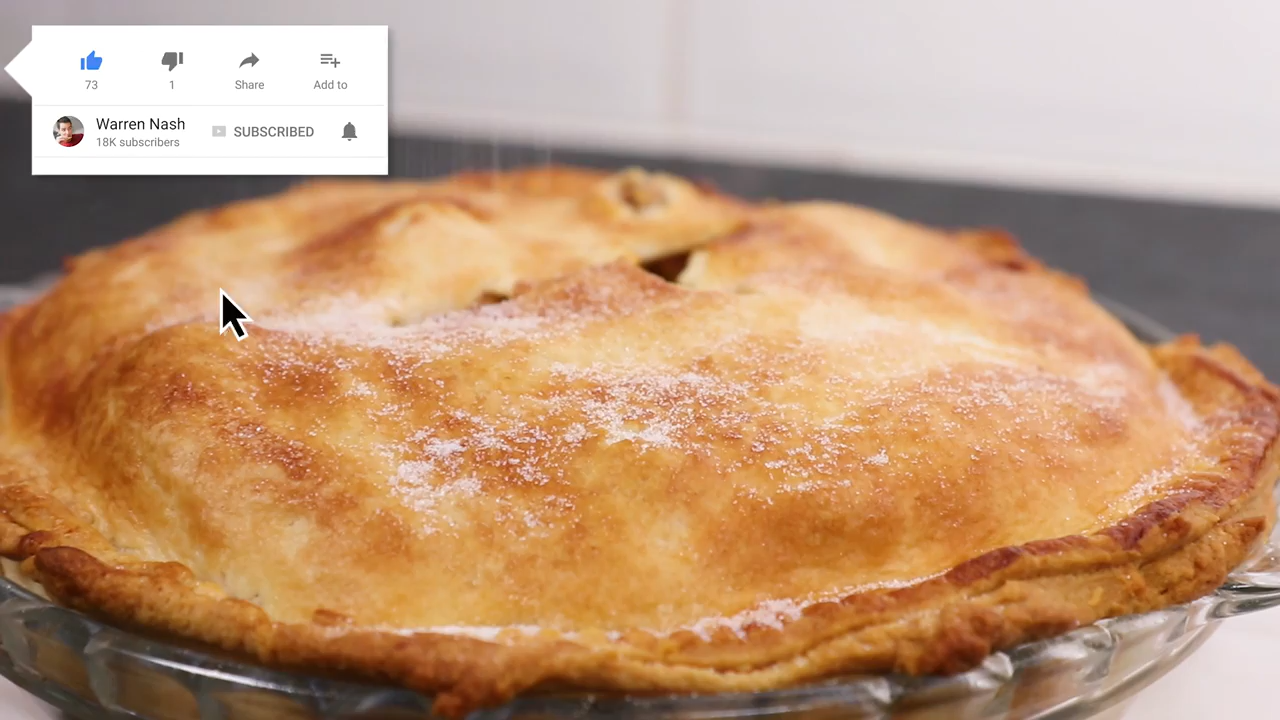 73
1
Share
Add to
Warren Nash
SUBSCRIBED
18K subscribers